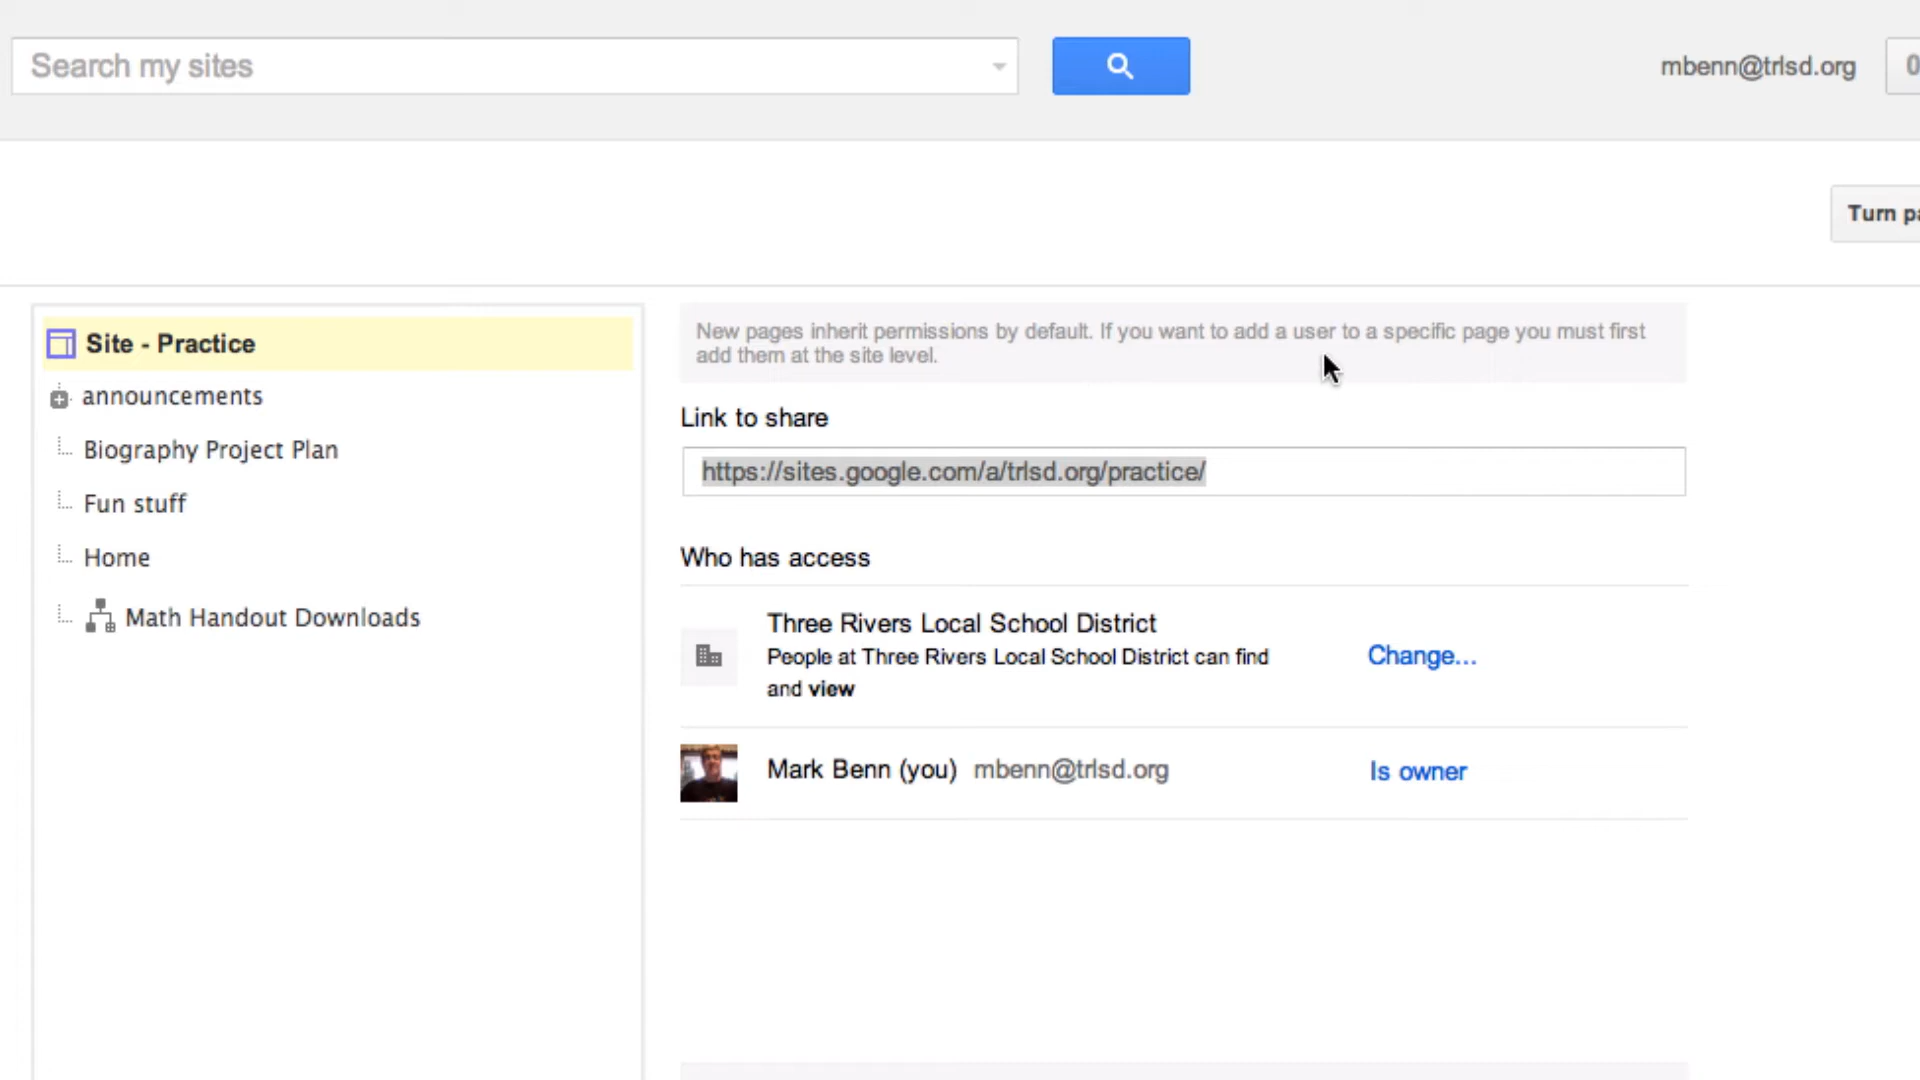 Search my sites
mbenn@trlsd.org
Turn
Site - Practice
announcements
Biography Project Plan
Fun stuff
Home
Math Handout Downloads
New pages inherit permissions by default. If you want to add a user to a specific page you must first
add them at the site level.
Link to share
https://sites.google.com/a/trlsd.org/practice/
Who has access
Three Rivers Local School District
People at Three Rivers Local School District can find
and view
Change...
Mark Benn (you) mbenn@trlsd.org
Is owner